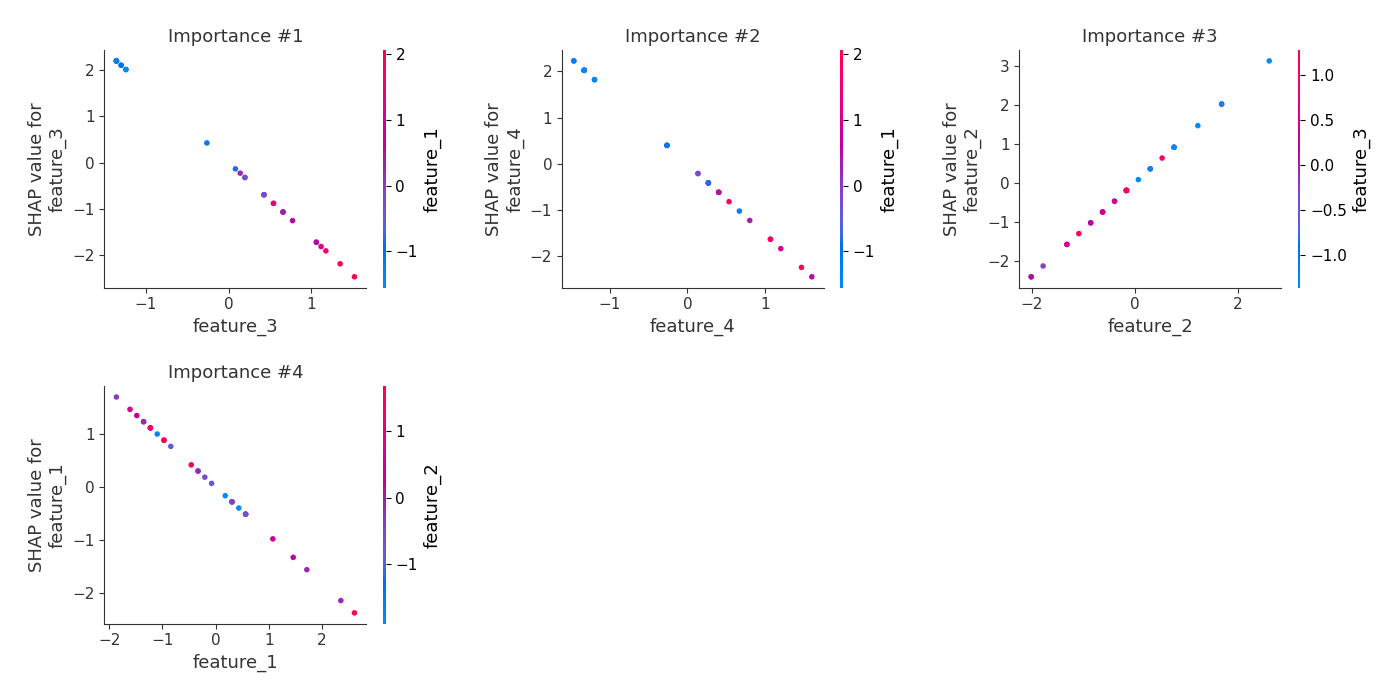 Importance #1
SHAP value for
feature_3
2
1
0
−1
−2
−1
0
1
feature_3
2
1
0
−1
feature_1
Importance #2
SHAP value for
feature_4
2
1
0
−1
−2
−1
0
1
feature_4
2
1
0
−1
feature_1
Importance #3
SHAP value for
feature_2
3
2
1
0
−1
−2
−2
0
2
feature_2
1.0
0.5
0.0
−0.5
−1.0
feature_3
Importance #4
SHAP value for
feature_1
1
0
−1
−2
−2
−1
0
1
2
feature_1
1
0
−1
feature_2